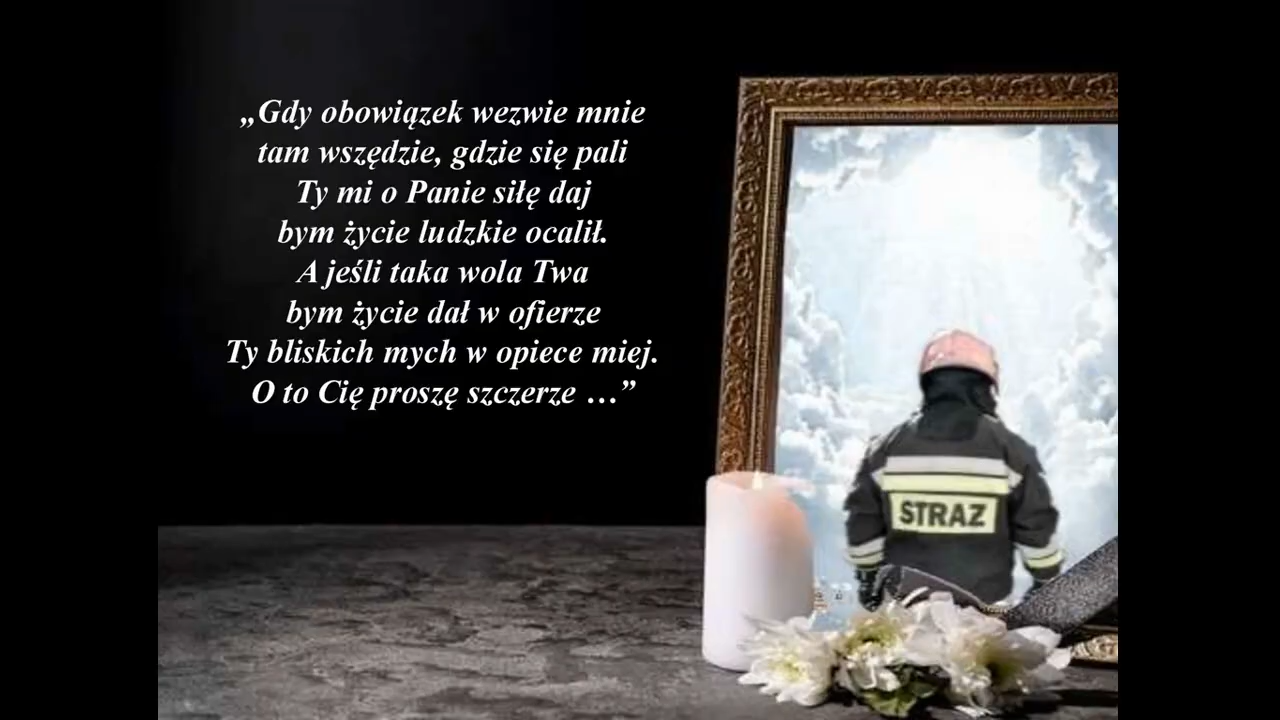 „Gdy obowiązek wezwie mnie
tam wszędzie, gdzie się pali
Ty mi o Panie siłę daj
bym życie ludzkie ocalił.
A jeśli taka wola Twa
bym życie dał w ofierze
Ty bliskich mych w opiece miej.
O to Cię proszę szczerze …”
STRAŻ